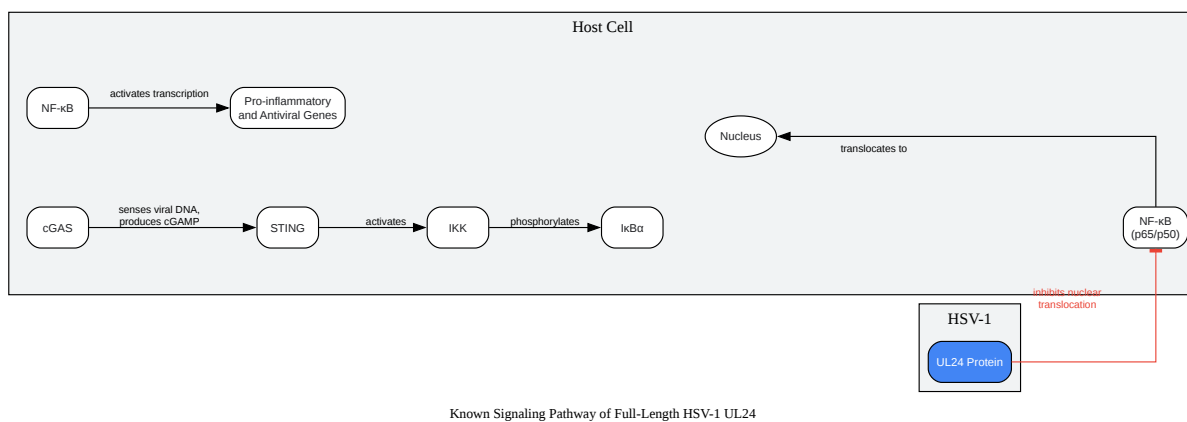 Host Cell
activates transcription
NF-κB
Pro-inflammatory
and Antiviral Genes
Nucleus
translocates to
senses viral DNA,
produces cGAMP
cGAS
STING
activates
IKK
phosphorylates
IκBα
NF-κB
(p65/p50)
inhibits nuclear
translocation
HSV-1
UL24 Protein
Known Signaling Pathway of Full-Length HSV-1 UL24